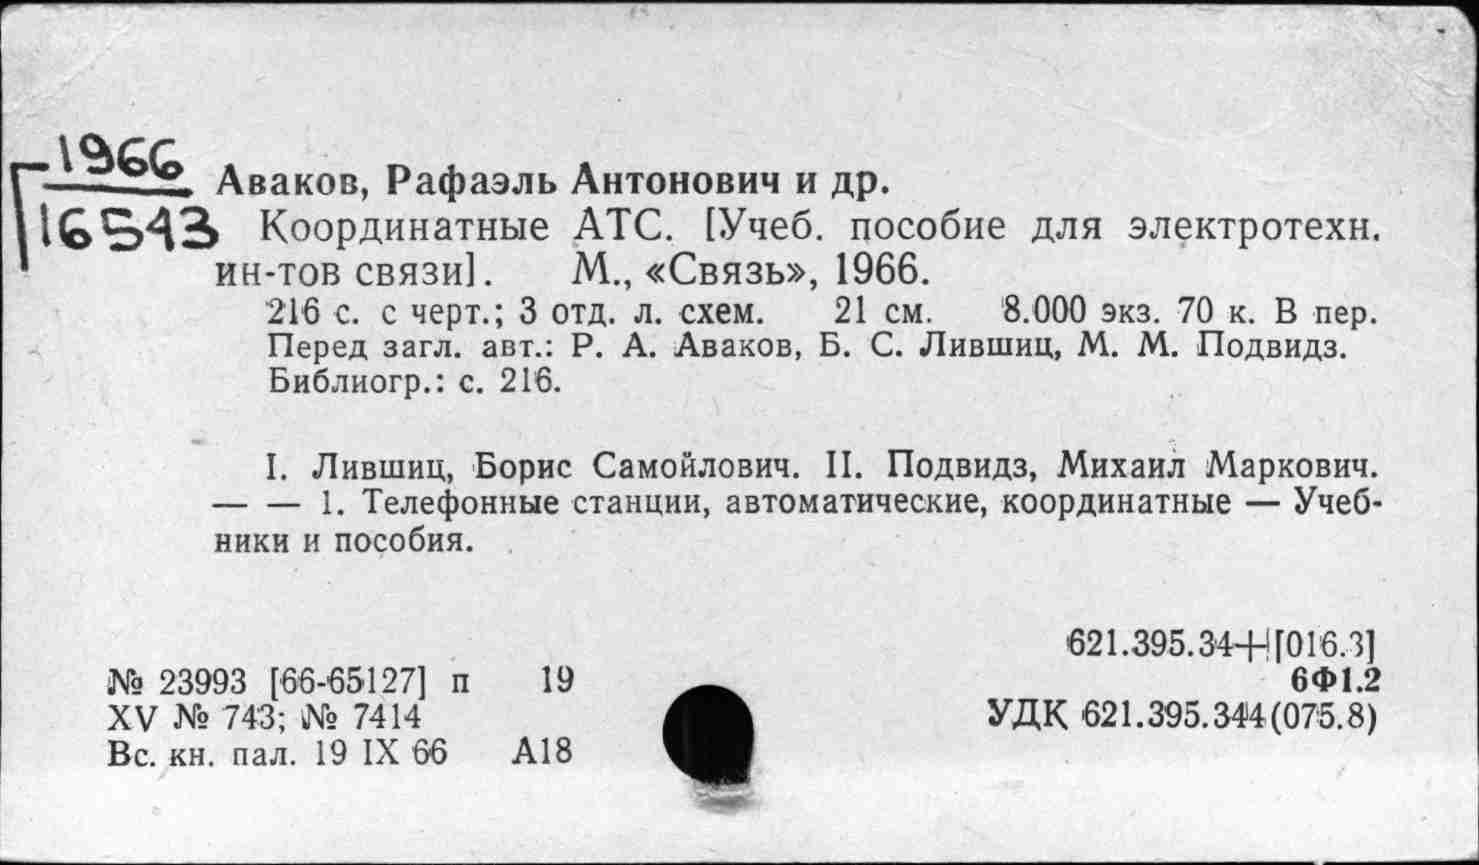 1966
16543
Аваков, Рафаэль Антонович и др.
Координатные АТС. [Учеб. пособие для электротехн.
ин-тов связи]. М., «Связь», 1966.
216 с. с черт.; 3 отд. л. схем. 21 см. 8.000 экз. 70 к. В пер.
Перед загл. авт.: Р. А. Аваков, Б. С. Лившиц, М. М. Подвидз.
Библиогр.: с. 216.
I. Лившиц, Борис Самойлович. II. Подвидз, Михаил Маркович.
— — 1. Телефонные станции, автоматические, координатные — Учеб-
ники и пособия.
621.395.34+[016.3]
№ 23993 [66-65127] п 19
6Ф1.2
XV № 743; № 7414
УДК 621.395.344(075.8)
Вс. кн. пал. 19 IX 66 А18